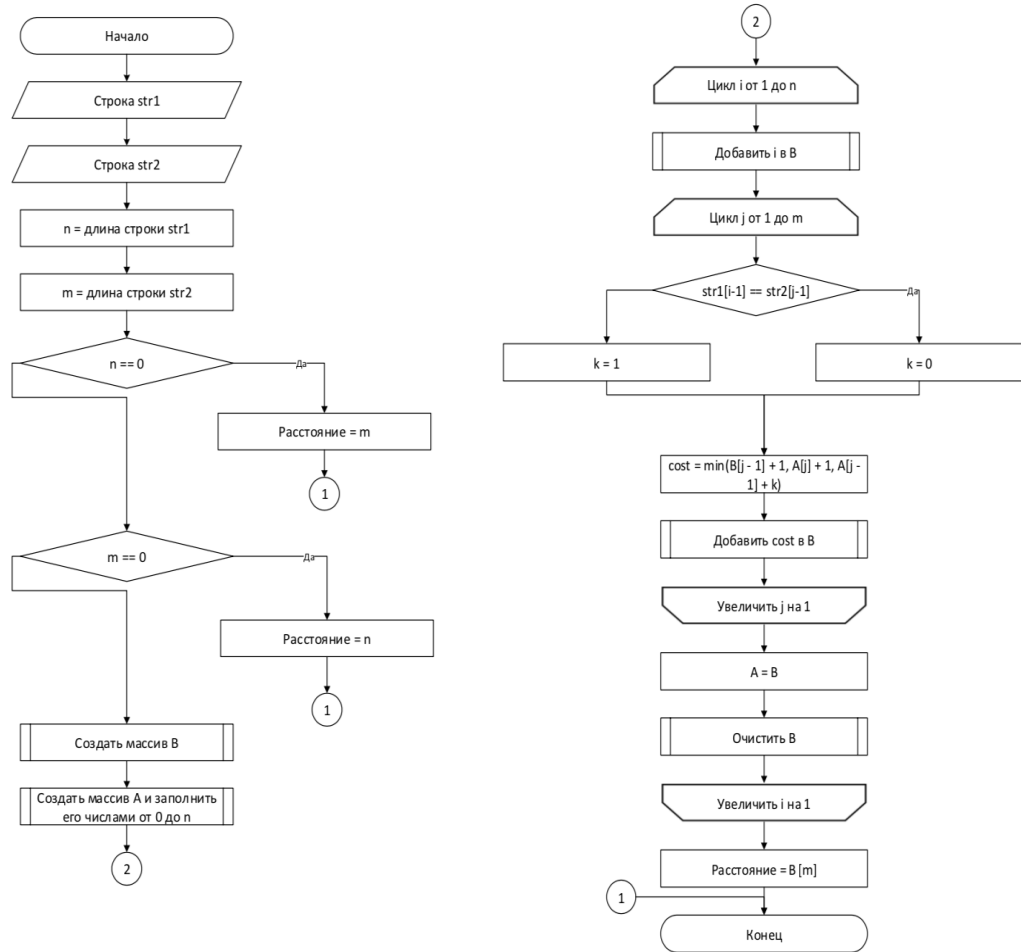 Начало
Строка str1
Строка str2
n = длина строки str1
m = длина строки str2
n == 0
Да
Расстояние = m
1
m == 0
Да
Расстояние = n
1
Создать массив B
Создать массив A и заполнить
его числами от 0 до n
2
2
Цикл i от 1 до n
Добавить i в B
Цикл j от 1 до m
str1[i-1] == str2[j-1]
Да
k = 1
k = 0
cost = min(B[j - 1] + 1, A[j] + 1, A[j -
1] + k)
Добавить cost в B
Увеличить j на 1
A = B
Очистить B
Увеличить i на 1
Расстояние = B [m]
1
Конец